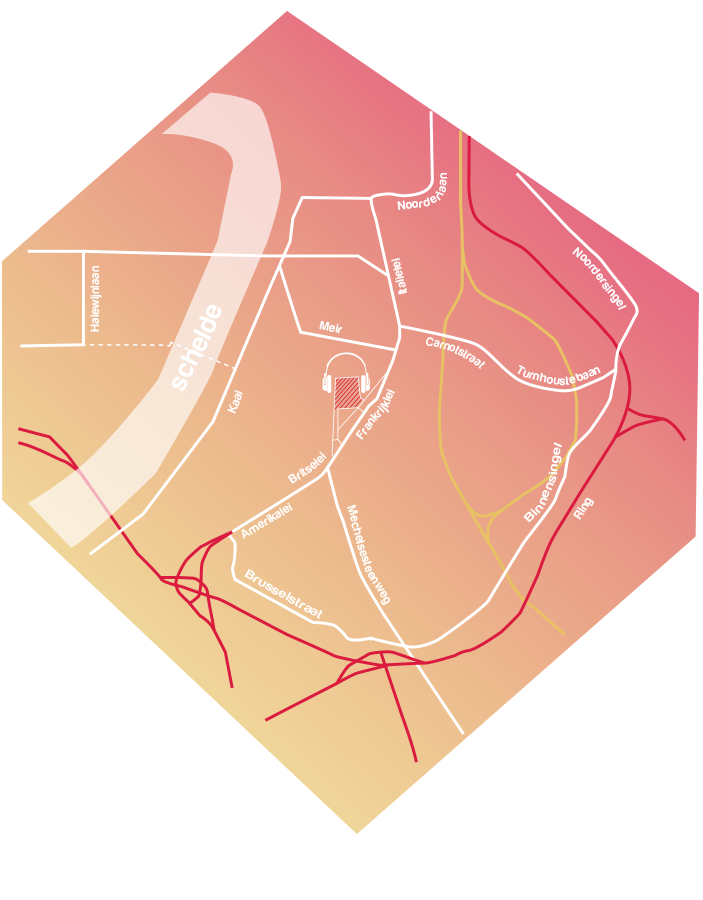 Noorderlaan
Noordersingel
Halewijnlaan
Italielei
schelde
Meir
Carnotstraat
Turnhoutsebaan
Kaai
Frankrijklei
Britselei
Binnensingel
Ring
Amerikalei
Mechelsesteenweg
Brusselstraat